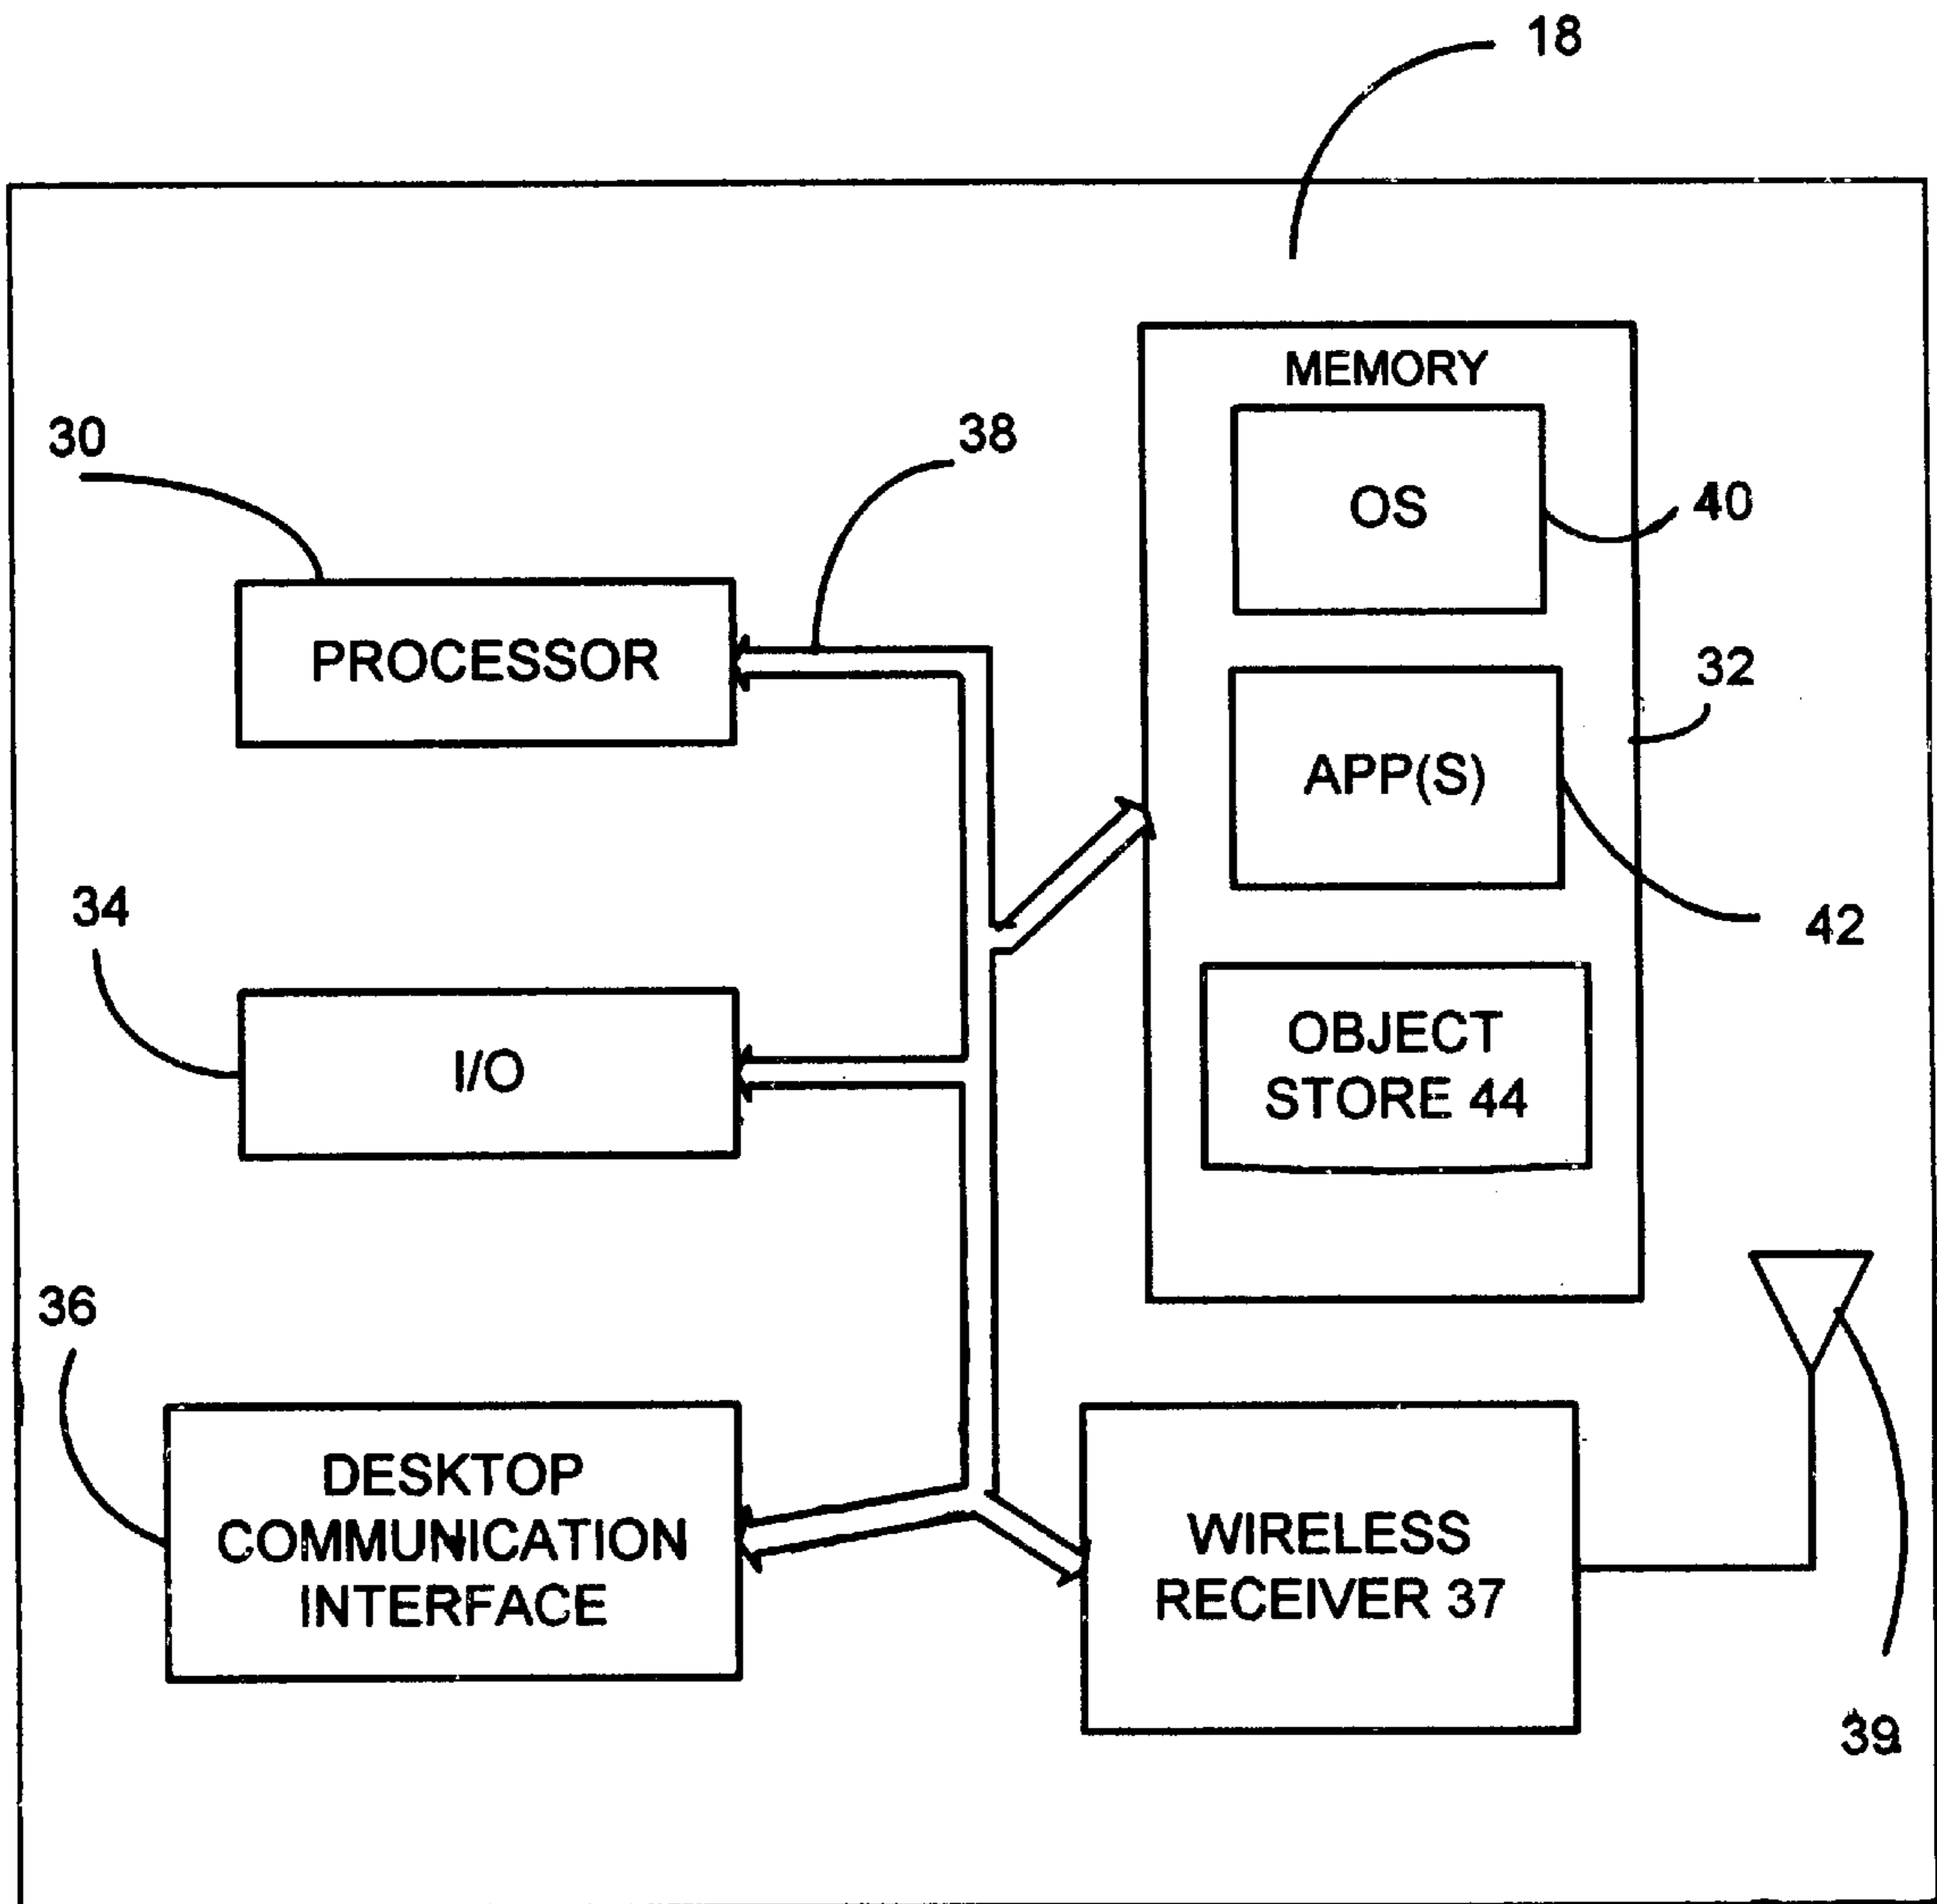 18
MEMORY
30
38
OS
40
PROCESSOR
32
APP(S)
34
42
I/O
OBJECT
STORE 44
36
DESKTOP
COMMUNICATION
INTERFACE
WIRELESS
RECEIVER 37
39